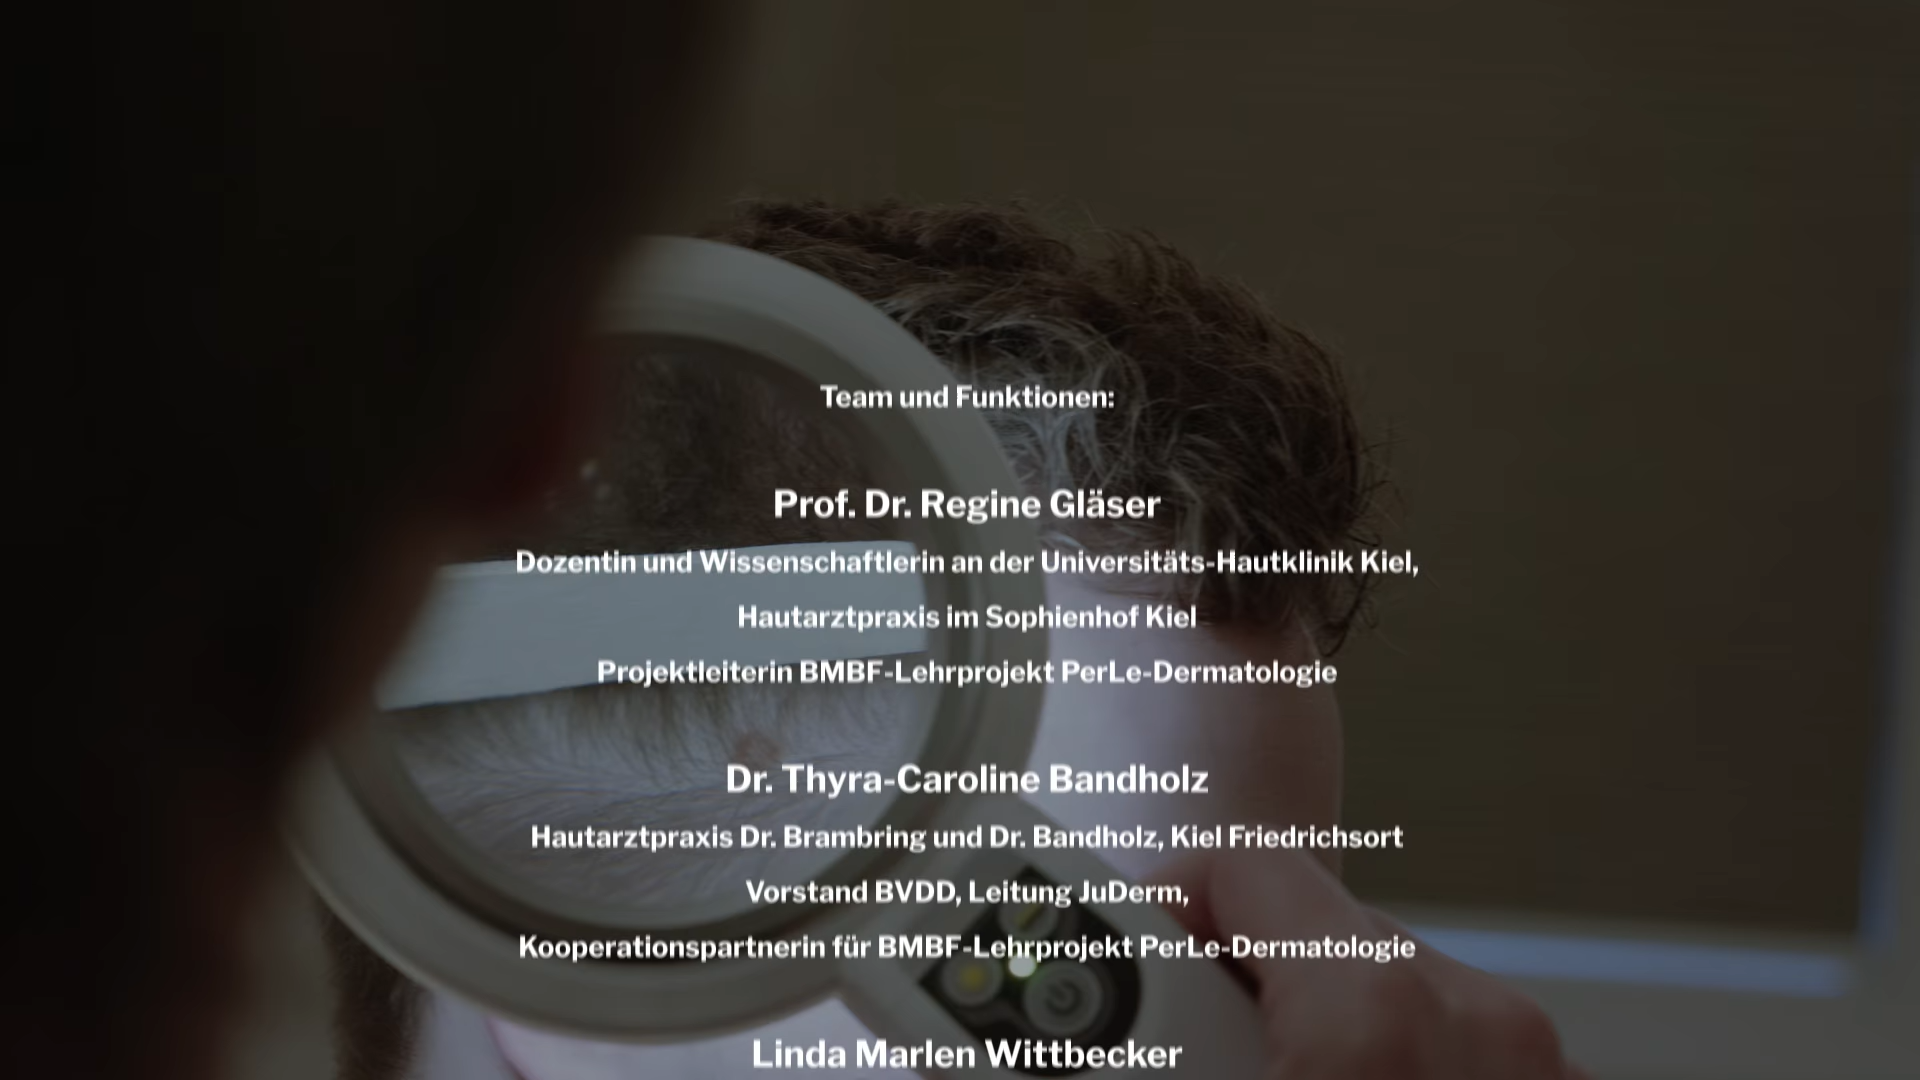 Team und Funktionen:
Prof. Dr. Regine Gläser
Dozentin und Wissenschaftlerin an der Universitäts-Hautklinik Kiel,
Hautarztpraxis im Sophienhof Kiel
Projektleiterin BMBF-Lehrprojekt PerLe-Dermatologie
Dr. Thyra-Caroline Bandholz
Hautarztpraxis Dr. Brambring und Dr. Bandholz, Kiel Friedrichsort
Vorstand BVDD, Leitung JuDerm,
Kooperationspartnerin für BMBF-Lehrprojekt PerLe-Dermatologie
Linda Marlen Wittbecker